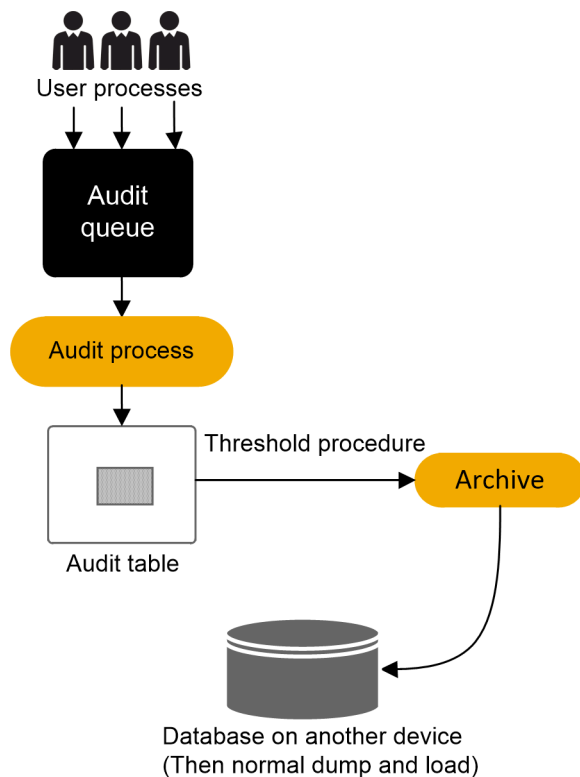 User processes
Audit
queue
Audit process
Threshold procedure
Archive
Audit table
Database on another device
(Then normal dump and load)